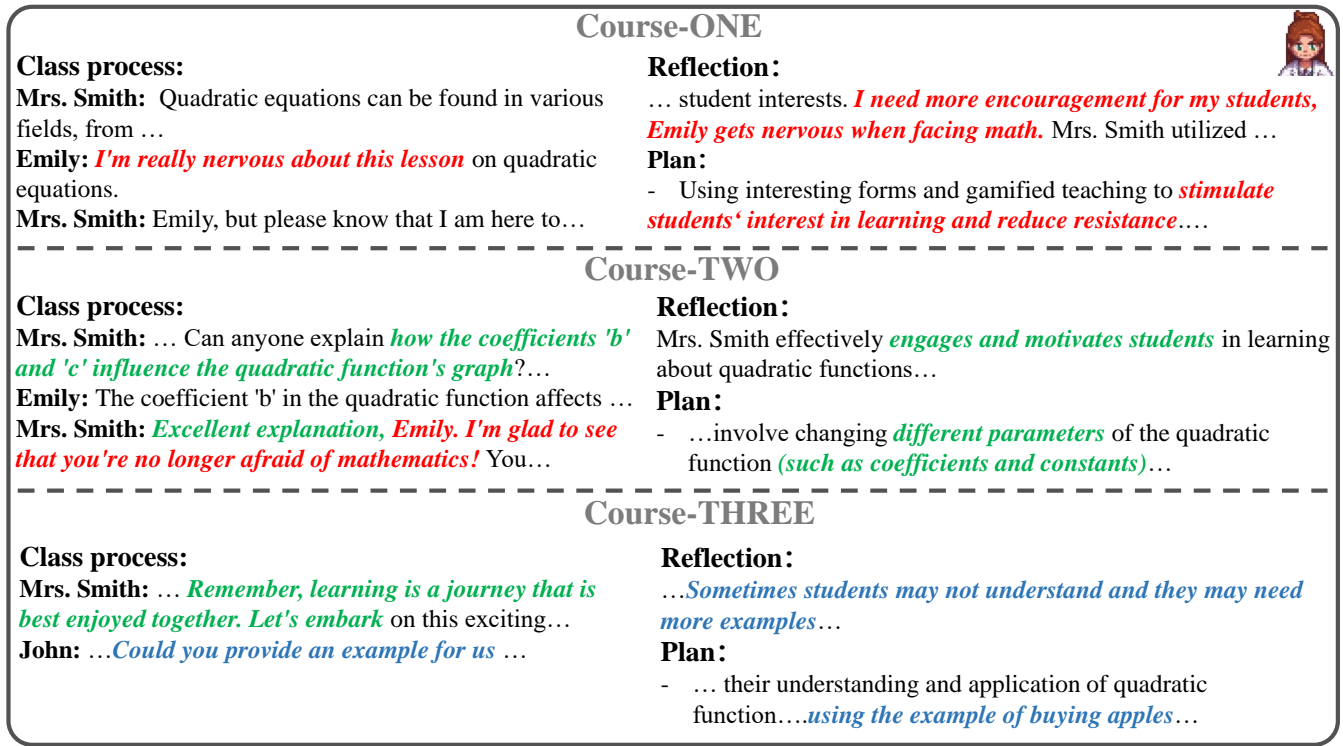 Course-ONE
Class process:
Mrs. Smith: Quadratic equations can be found in various
fields, from …
Emily: I'm really nervous about this lesson on quadratic
equations.
Mrs. Smith: Emily, but please know that I am here to…
Reflection:
… student interests. I need more encouragement for my students,
Emily gets nervous when facing math. Mrs. Smith utilized …
Plan:
- Using interesting forms and gamified teaching to stimulate
students‘ interest in learning and reduce resistance.…
Course-TWO
Class process:
Mrs. Smith: … Can anyone explain how the coefficients 'b'
and 'c' influence the quadratic function's graph?…
Emily: The coefficient 'b' in the quadratic function affects …
Mrs. Smith: Excellent explanation, Emily. I'm glad to see
that you're no longer afraid of mathematics! You…
Reflection:
Mrs. Smith effectively engages and motivates students in learning
about quadratic functions…
Plan:
- …involve changing different parameters of the quadratic
function (such as coefficients and constants)…
Course-THREE
Class process:
Mrs. Smith: … Remember, learning is a journey that is
best enjoyed together. Let's embark on this exciting…
John: …Could you provide an example for us …
Reflection:
…Sometimes students may not understand and they may need
more examples…
Plan:
- … their understanding and application of quadratic
function….using the example of buying apples…